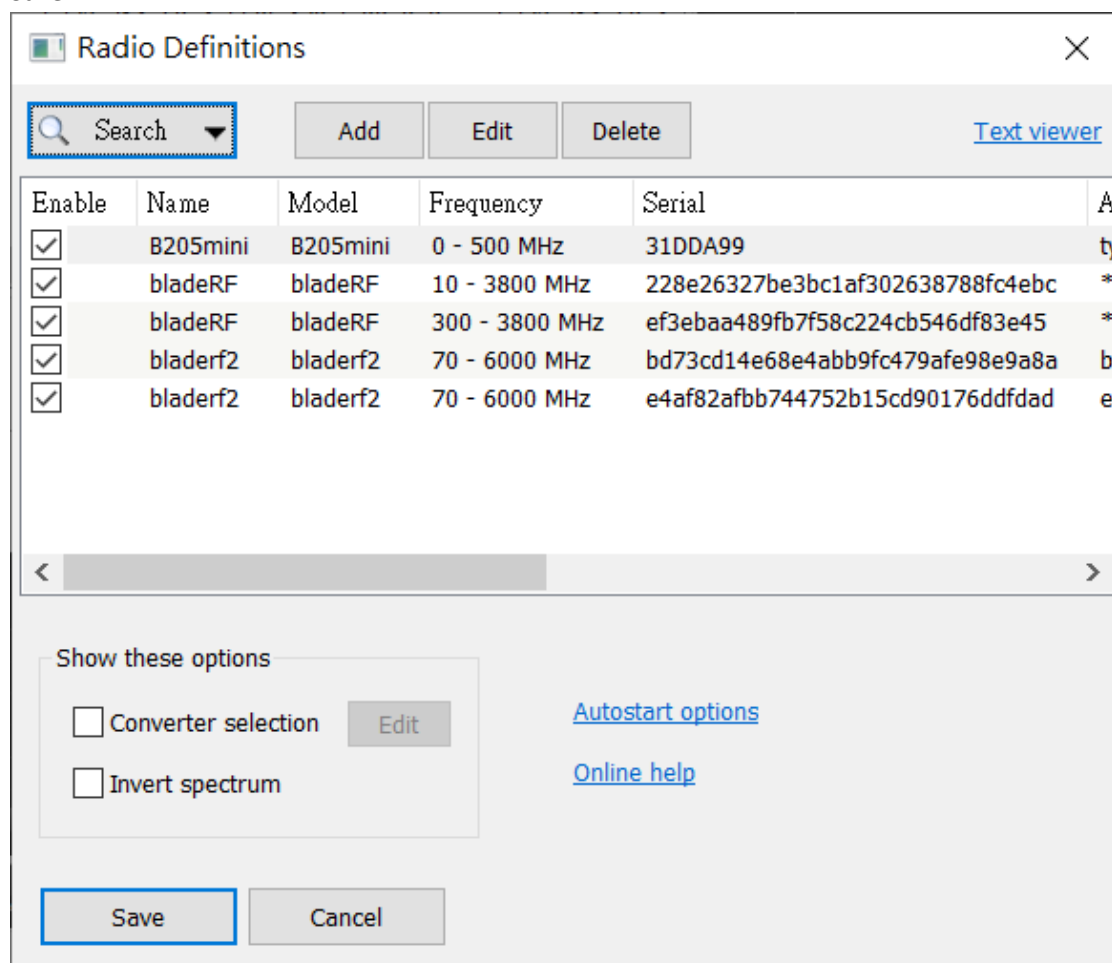 Radio Definitions
Search Add Edit Delete Text viewer
Enable Name Model Frequency Serial A
B205mini B205mini 0 - 500 MHz 31DDA99 ty
bladeRF bladeRF 10 - 3800 MHz 228e26327be3bc1af302638788fc4ebc *
bladeRF bladeRF 300 - 3800 MHz ef3ebaa489fb7f58c224cb546df83e45 *
bladerf2 bladerf2 70 - 6000 MHz bd73cd14e68e4abb9fc479afe98e9a8a b
bladerf2 bladerf2 70 - 6000 MHz e4af82afbb744752b15cd90176ddfdad e
Show these options
Converter selection Edit Autostart options
Invert spectrum Online help
Save Cancel